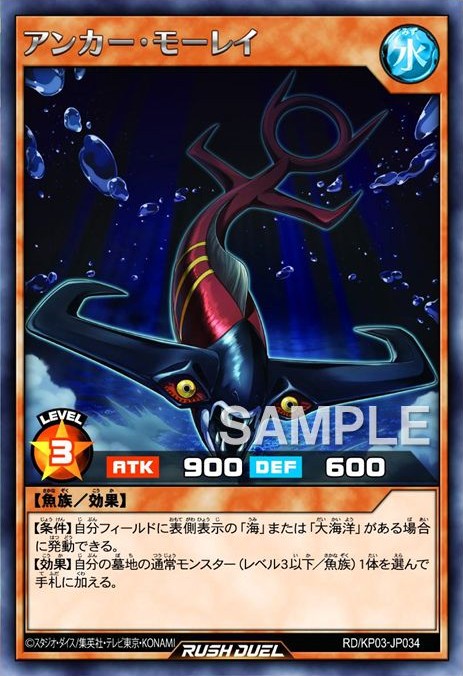 アンカー・モーレイ
みず
水
SAMPLE
LEVEL
3
ATK 900 DEF 600
【魚族/効果】
【条件】自分フィールドに表側表示の「海」または「大海洋」がある場合
に発動できる。
【効果】自分の墓地の通常モンスター(レベル3以下/魚族)1体を選んで
手札に加える。
©スタジオ・ダイス/集英社・テレビ東京・KONAMI
RUSH DUEL
RD/KP03-JP034